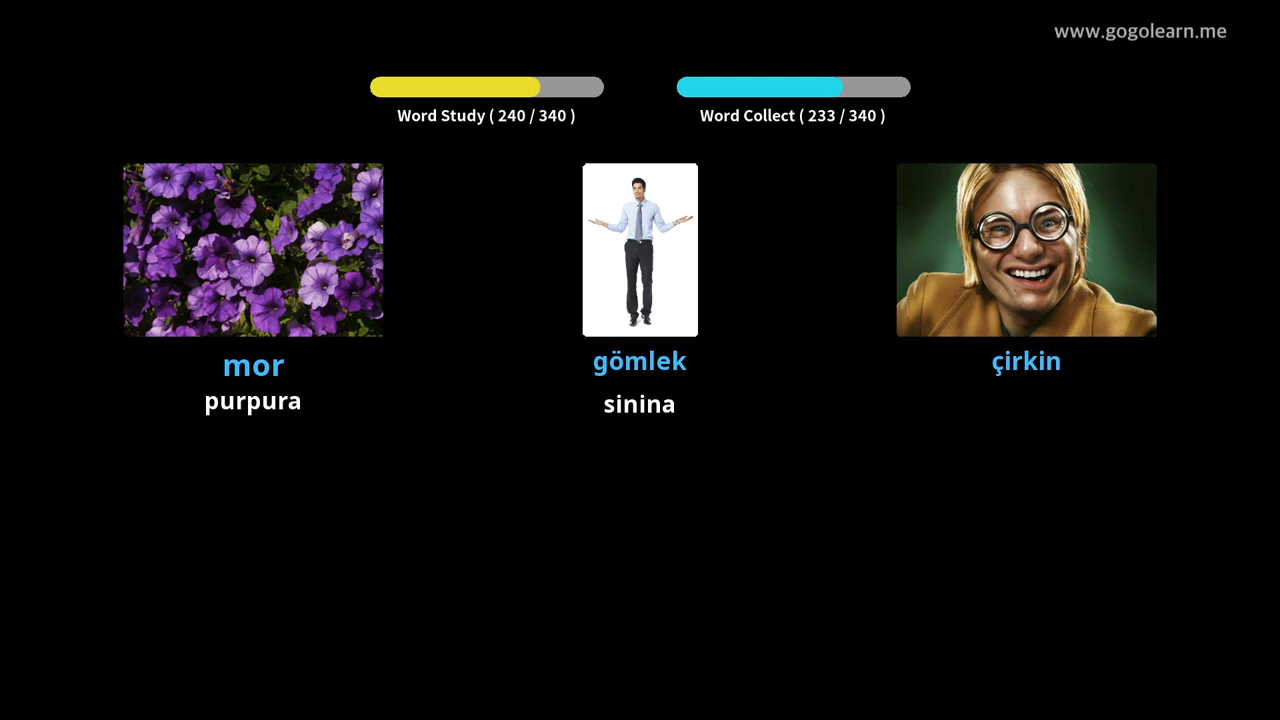 www.gogolearn.me
Word Study ( 240 / 340 )
Word Collect ( 233 / 340 )
mor
purpura
gömlek
sinina
çirkin